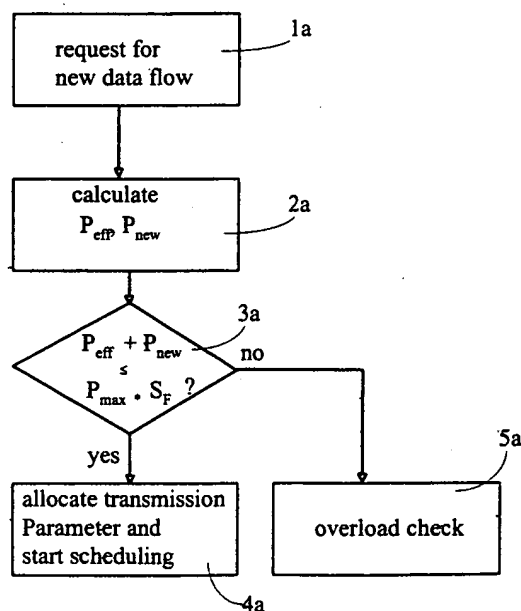 1a
request for
new data flow
calculate
2a
P_eff, P_new
3a
P_eff + P_new
no
≤
P_max * S_F ?
yes
5a
allocate transmission
Parameter and
start scheduling
overload check
4a